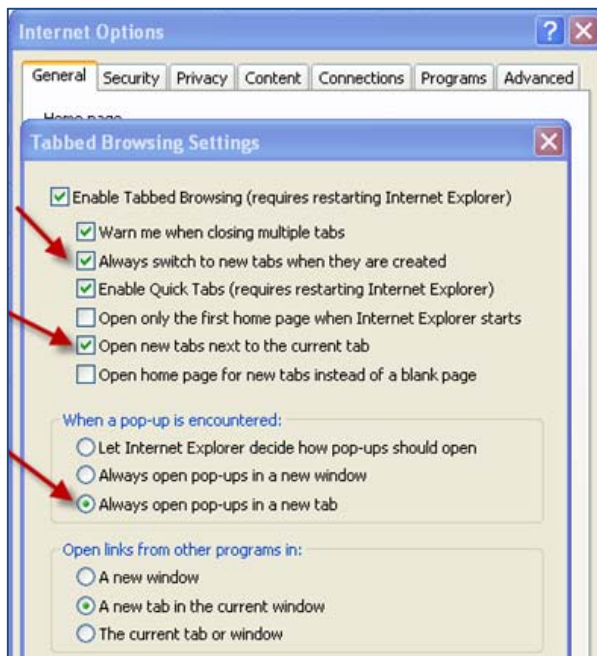 Internet Options
General Security Privacy Content Connections Programs Advanced
Home page
Tabbed Browsing Settings
Enable Tabbed Browsing (requires restarting Internet Explorer)
Warn me when closing multiple tabs
Always switch to new tabs when they are created
Enable Quick Tabs (requires restarting Internet Explorer)
Open only the first home page when Internet Explorer starts
Open new tabs next to the current tab
Open home page for new tabs instead of a blank page
When a pop-up is encountered:
Let Internet Explorer decide how pop-ups should open
Always open pop-ups in a new window
Always open pop-ups in a new tab
Open links from other programs in:
A new window
A new tab in the current window
The current tab or window